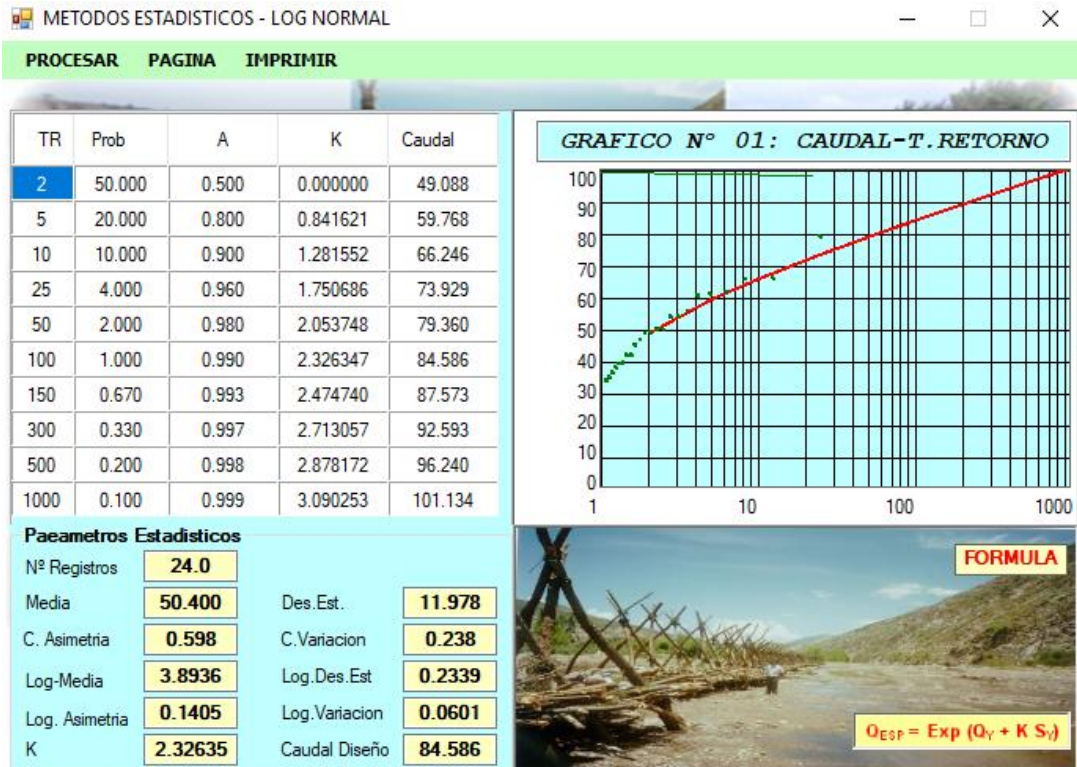 METODOS ESTADISTICOS - LOG NORMAL
PROCESAR PAGINA IMPRIMIR
TR Prob A K Caudal
2 50.000 0.500 0.000000 49.088
5 20.000 0.800 0.841621 59.768
10 10.000 0.900 1.281552 66.246
25 4.000 0.960 1.750686 73.929
50 2.000 0.980 2.053748 79.360
100 1.000 0.990 2.326347 84.586
150 0.670 0.993 2.474740 87.573
300 0.330 0.997 2.713057 92.593
500 0.200 0.998 2.878172 96.240
1000 0.100 0.999 3.090253 101.134
GRAFICO Nº 01: CAUDAL-T.RETORNO
100
90
80
70
60
50
40
30
20
10
0
1 10 100 1000
Paeametros Estadisticos
Nº Registros 24.0
Media 50.400 Des.Est. 11.978
C. Asimetria 0.598 C.Variacion 0.238
Log-Media 3.8936 Log.Des.Est 0.2339
Log. Asimetria 0.1405 Log.Variacion 0.0601
K 2.32635 Caudal Diseño 84.586
FORMULA
QESP = Exp (QY + K SY)